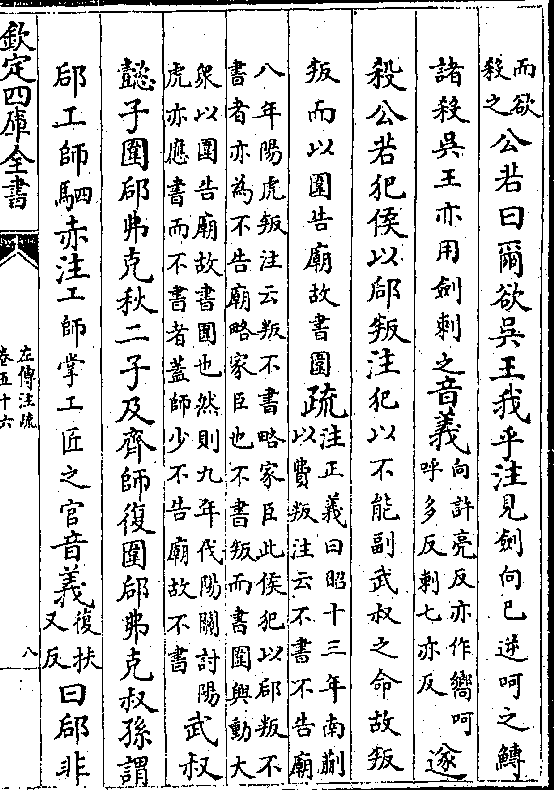 而欲
殺之
公若曰爾欲吳王我乎注見劍向已逆呵之鱄
諸殺吳王亦用劍刺之音義
向許亮反亦作嚮呵
呼多反刺七亦反
遂
殺公若犯侯以郈叛注犯以不能副武叔之命故叛
叛而以圍告廟故書圍疏
注正義曰昭十三年南蒯
以費叛注云不書不告廟
八年陽虎叛注云叛不書略家臣此侯犯以郈叛不
書者亦為不告廟略家臣也不書叛而書圍興動大
衆以圍告廟故書圍也然則九年伐陽關討陽
虎亦應書而不書者蓋師少不告廟故不書
武叔
懿子圍郈弗克秋二子及齊師復圍郈弗克叔孫謂
郈工師駟赤注工師掌工匠之官音義
復扶
又反
曰郈非
欽定四庫全書
左傳注疏
卷五十六
八